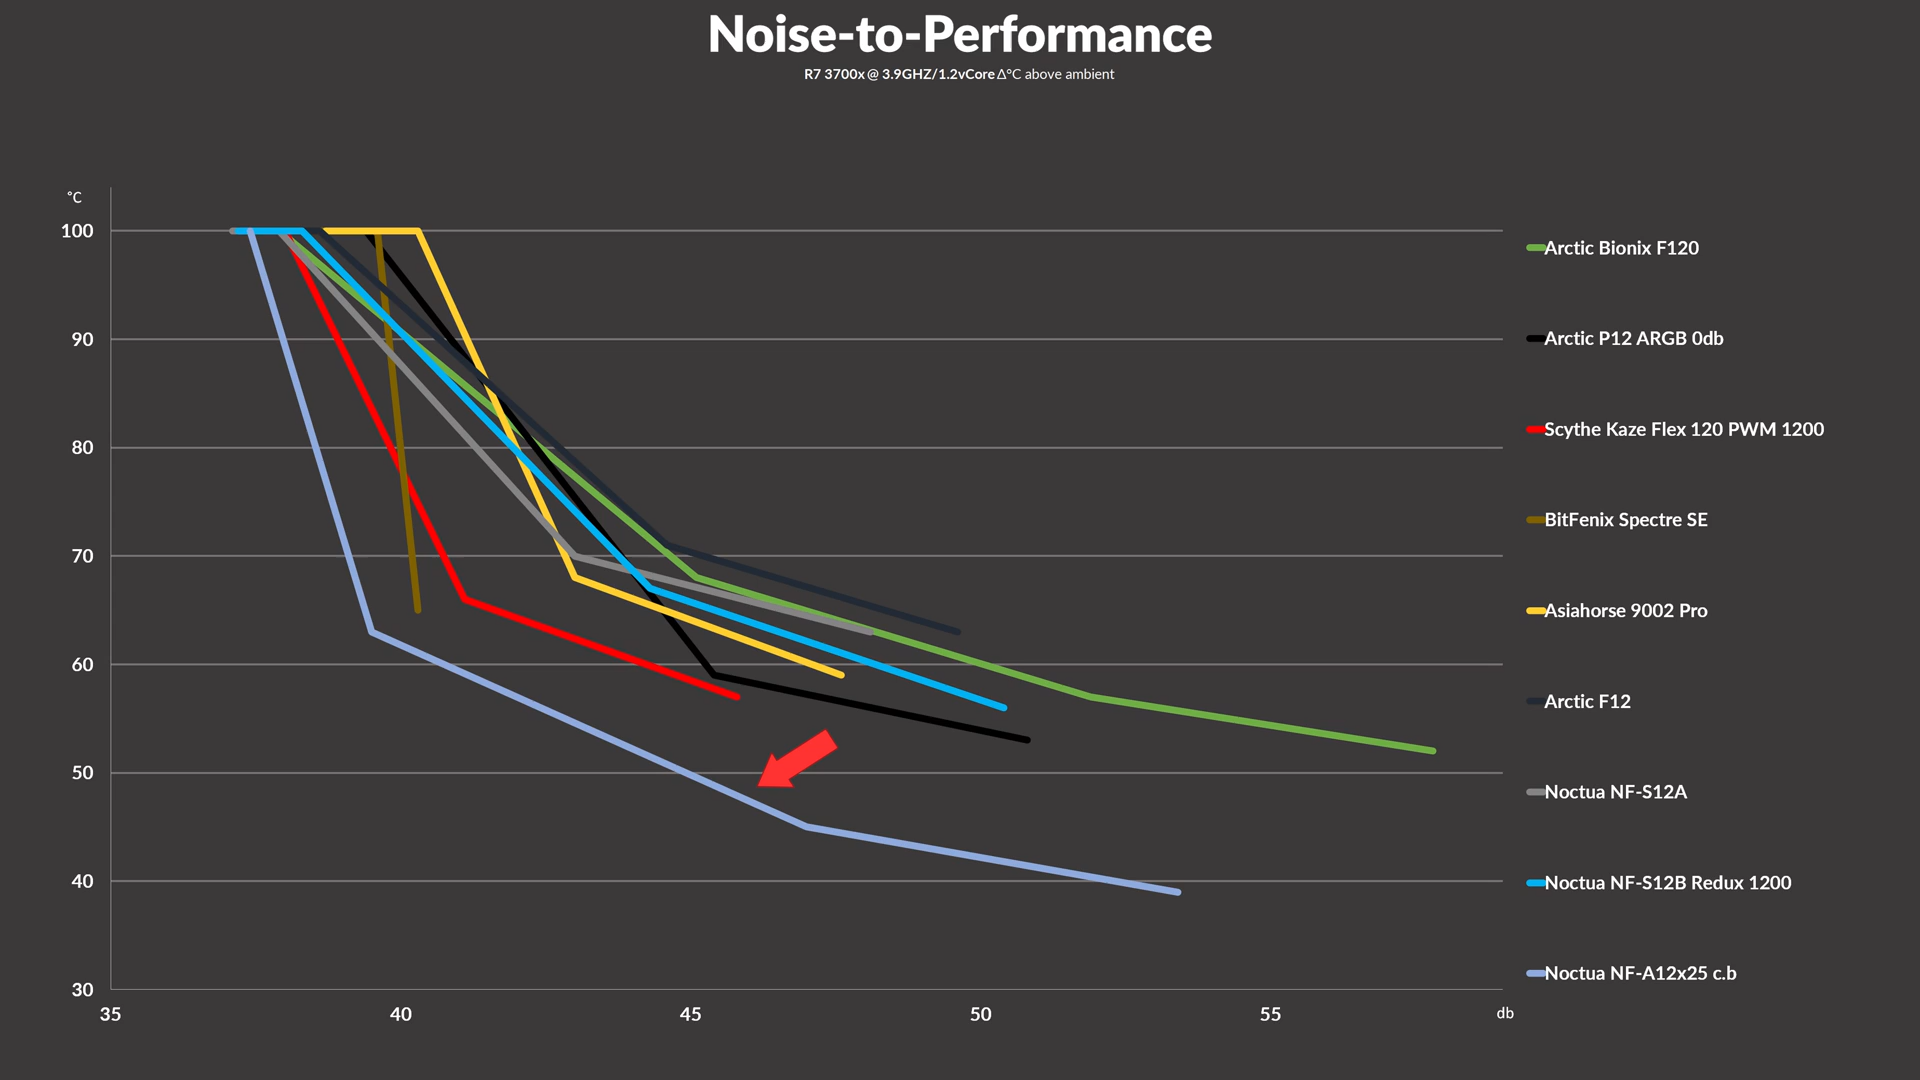 Noise-to-Performance
R7 3700x @ 3.9GHZ/1.2vCore Δ°C above ambient
°C
100
90
80
70
60
50
40
30
35 40 45 50 55 db
Arctic Bionix F120
Arctic P12 ARGB 0db
Scythe Kaze Flex 120 PWM 1200
BitFenix Spectre SE
Asiahorse 9002 Pro
Arctic F12
Noctua NF-S12A
Noctua NF-S12B Redux 1200
Noctua NF-A12x25 c.b